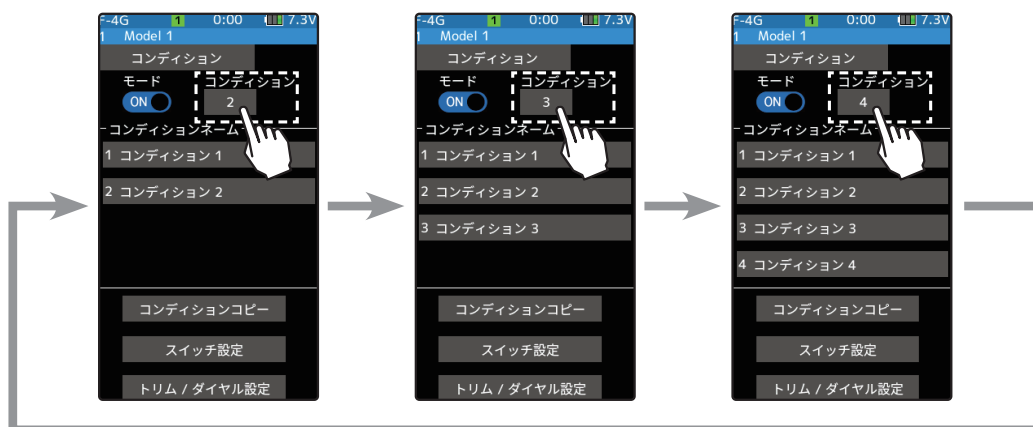 F-4G 1 0:00 7.3V
1 Model 1
コンディション
モード コンディション
ON 2
コンディションネーム
1 コンディション 1
2 コンディション 2
コンディションコピー
スイッチ設定
トリム / ダイヤル設定
F-4G 1 0:00 7.3V
1 Model 1
コンディション
モード コンディション
ON 3
コンディションネーム
1 コンディション 1
2 コンディション 2
3 コンディション 3
コンディションコピー
スイッチ設定
トリム / ダイヤル設定
F-4G 1 0:00 7.3V
1 Model 1
コンディション
モード コンディション
ON 4
コンディションネーム
1 コンディション 1
2 コンディション 2
3 コンディション 3
4 コンディション 4
コンディションコピー
スイッチ設定
トリム / ダイヤル設定